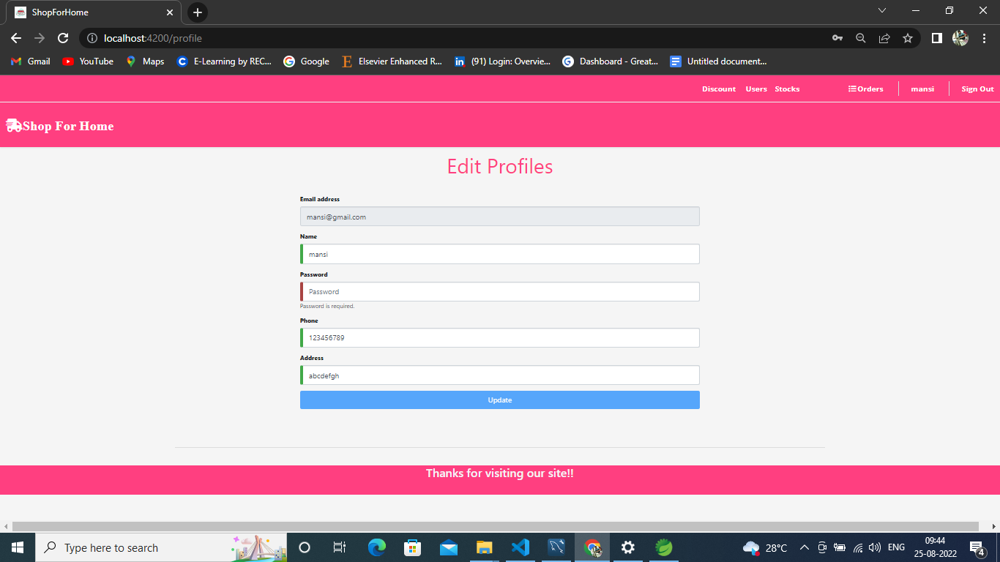 ShopForHome
localhost:4200/profile
Gmail YouTube Maps E-Learning by REC... Google Elsevier Enhanced R... (91) Login: Overvie... Dashboard - Great... Untitled document...
Discount Users Stocks Orders mansi Sign Out
Shop For Home
Edit Profiles
Email address
mansi@gmail.com
Name
mansi
Password
Password
Password is required.
Phone
123456789
Address
abcdefgh
Update
Thanks for visiting our site!!
Type here to search 28°C ENG 09:44
25-08-2022 4